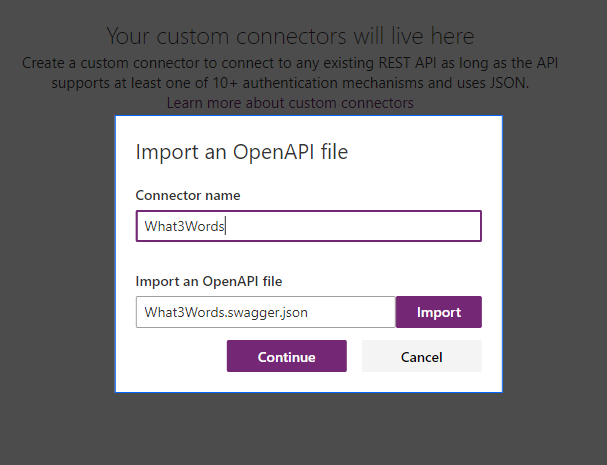 Your custom connectors will live here
Create a custom connector to connect to any existing REST API as long as the API
supports at least one of 10+ authentication mechanisms and uses JSON.
Learn more about custom connectors
Import an OpenAPI file
Connector name
What3Words
Import an OpenAPI file
What3Words.swagger.json Import
Continue Cancel